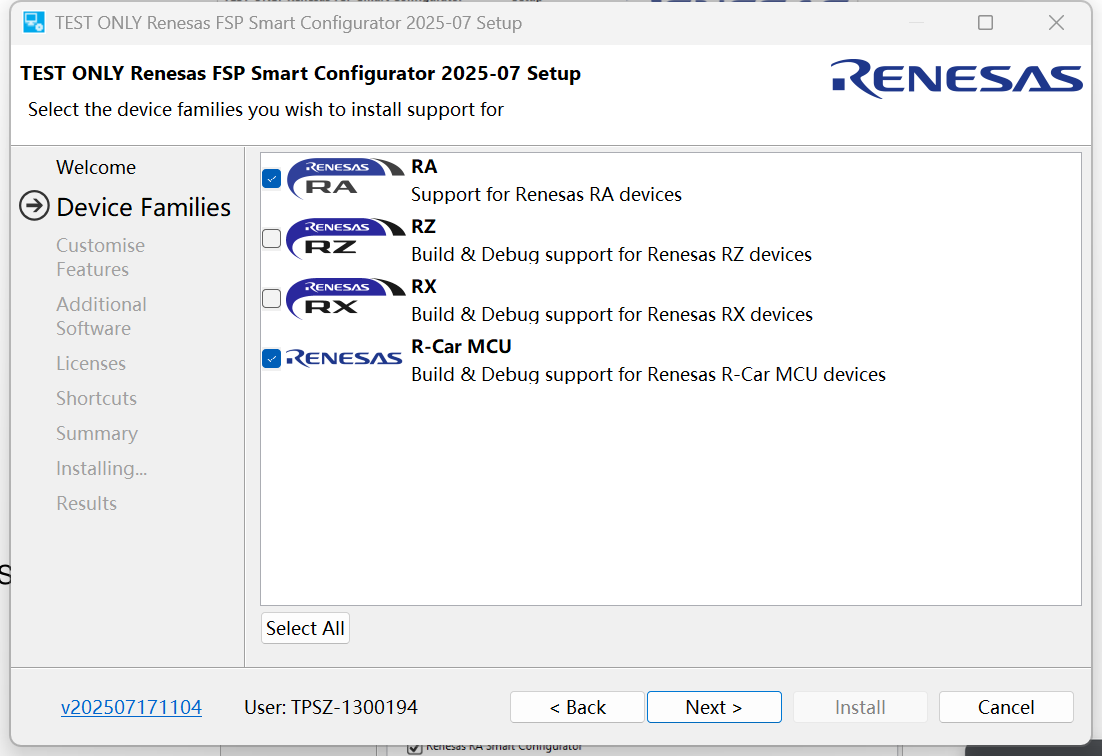 TEST ONLY Renesas FSP Smart Configurator 2025-07 Setup
TEST ONLY Renesas FSP Smart Configurator 2025-07 Setup
RENESAS
Select the device families you wish to install support for
Welcome
Device Families
Customise
Features
Additional
Software
Licenses
Shortcuts
Summary
Installing...
Results
RENESAS
RA
RA
Support for Renesas RA devices
RENESAS
RZ
RZ
Build & Debug support for Renesas RZ devices
RENESAS
RX
RX
Build & Debug support for Renesas RX devices
RENESAS
R-Car MCU
Build & Debug support for Renesas R-Car MCU devices
Select All
v202507171104
User: TPSZ-1300194
< Back
Next >
Install
Cancel
Renesas RA Smart Configurator